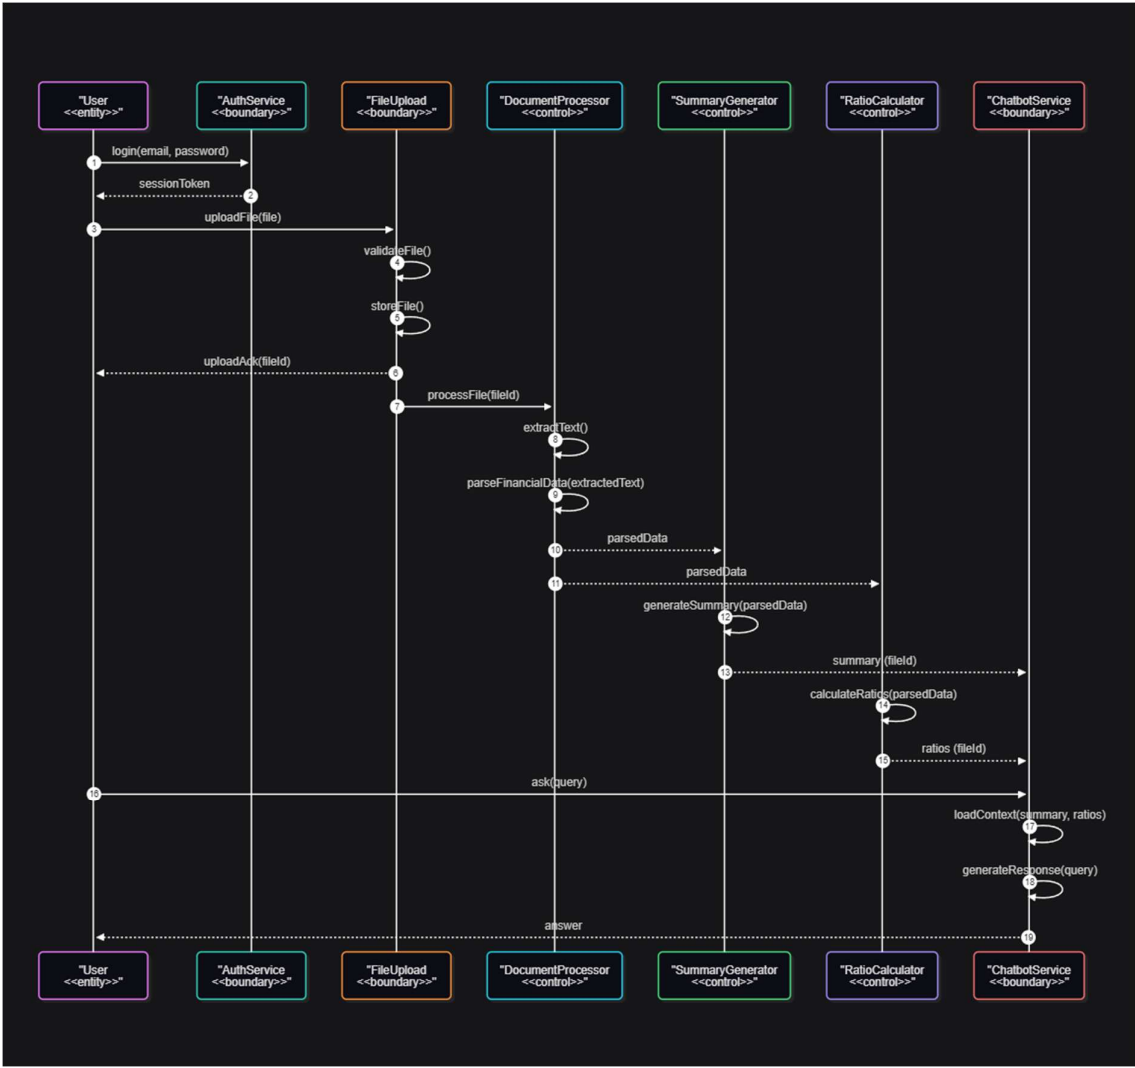 "User
<<entity>>"
"AuthService
<<boundary>>"
"FileUpload
<<boundary>>"
"DocumentProcessor
<<control>>"
"SummaryGenerator
<<control>>"
"RatioCalculator
<<control>>"
"ChatbotService
<<boundary>>"
login(email, password)
1
sessionToken
2
uploadFile(file)
3
validateFile()
4
storeFile()
5
uploadAck(fileId)
6
processFile(fileId)
7
extractText()
8
parseFinancialData(extractedText)
9
parsedData
10
parsedData
11
generateSummary(parsedData)
12
summary (fileId)
13
calculateRatios(parsedData)
14
ratios (fileId)
15
ask(query)
16
loadContext(summary, ratios)
17
generateResponse(query)
18
answer
19
"User
<<entity>>"
"AuthService
<<boundary>>"
"FileUpload
<<boundary>>"
"DocumentProcessor
<<control>>"
"SummaryGenerator
<<control>>"
"RatioCalculator
<<control>>"
"ChatbotService
<<boundary>>"